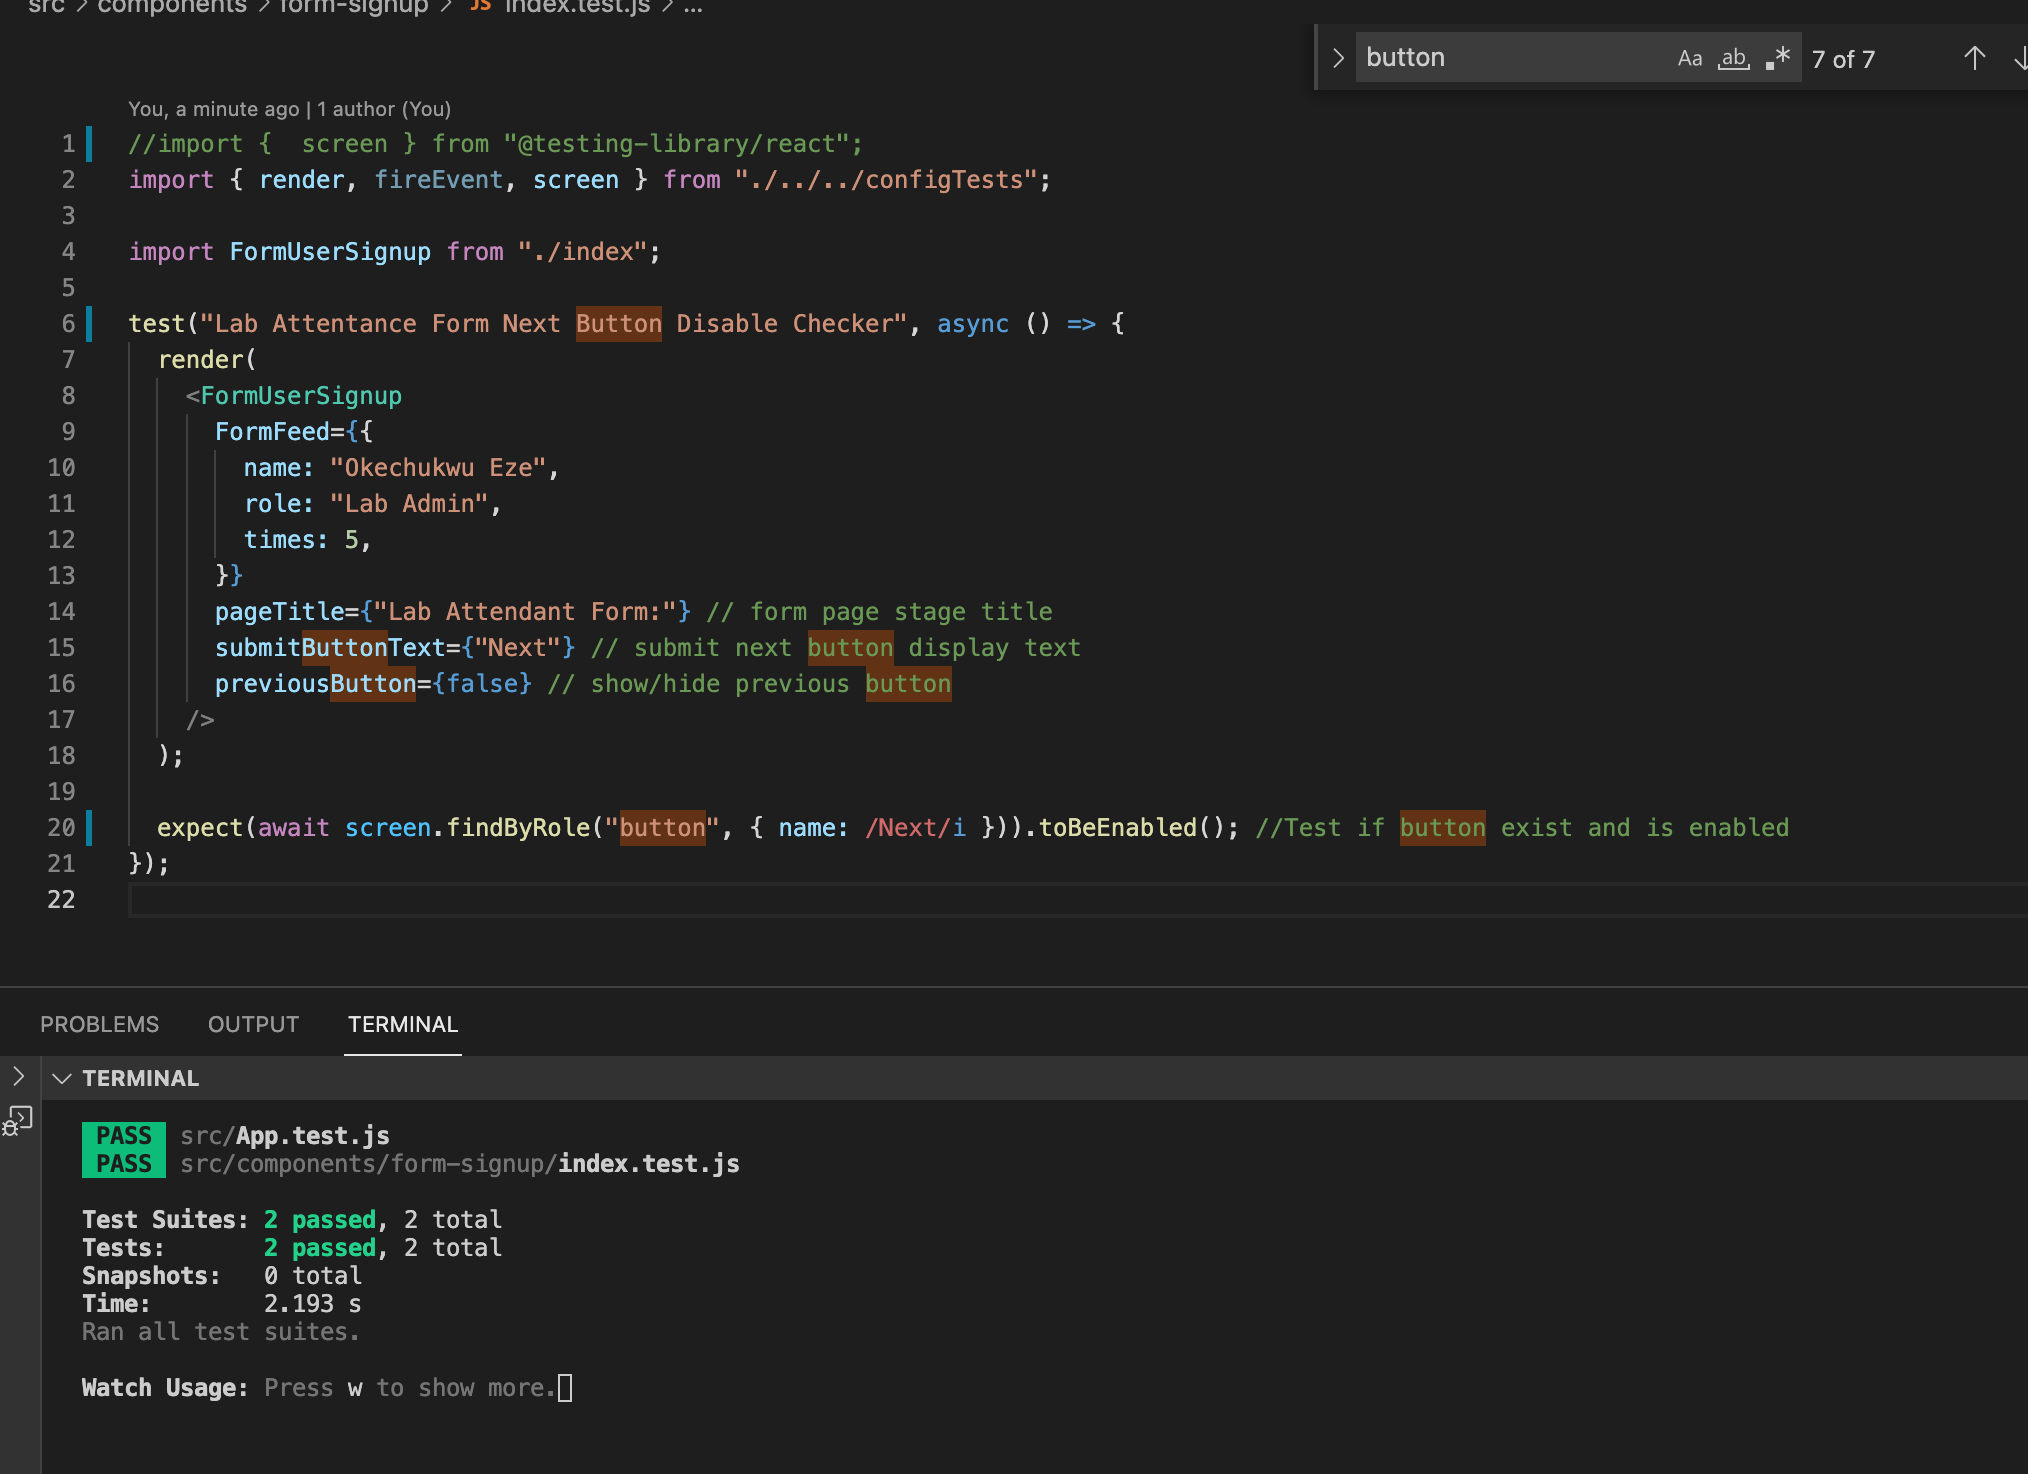 src > components > form-signup > JS index.test.js > ...
button Aa ab .* 7 of 7
You, a minute ago | 1 author (You)
1 //import {  screen } from "@testing-library/react";
2 import { render, fireEvent, screen } from "./../../configTests";
3
4 import FormUserSignup from "./index";
5
6 test("Lab Attentance Form Next Button Disable Checker", async () => {
7   render(
8     <FormUserSignup
9       FormFeed={{
10         name: "Okechukwu Eze",
11         role: "Lab Admin",
12         times: 5,
13       }}
14       pageTitle={"Lab Attendant Form:"} // form page stage title
15       submitButtonText={"Next"} // submit next button display text
16       previousButton={false} // show/hide previous button
17     />
18   );
19
20   expect(await screen.findByRole("button", { name: /Next/i })).toBeEnabled(); //Test if button exist and is enabled
21 });
22
PROBLEMS OUTPUT TERMINAL
TERMINAL
PASS src/App.test.js
PASS src/components/form-signup/index.test.js
Test Suites: 2 passed, 2 total
Tests: 2 passed, 2 total
Snapshots: 0 total
Time: 2.193 s
Ran all test suites.
Watch Usage: Press w to show more.